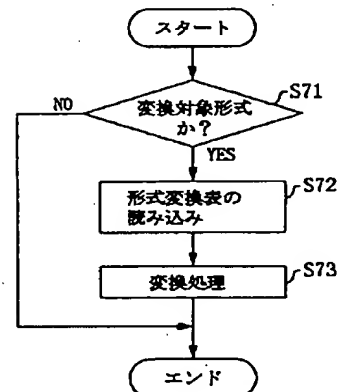 スタート
変換対象形式
か?
S71
NO
YES
形式変換表の
読み込み
S72
変換処理
S73
エンド